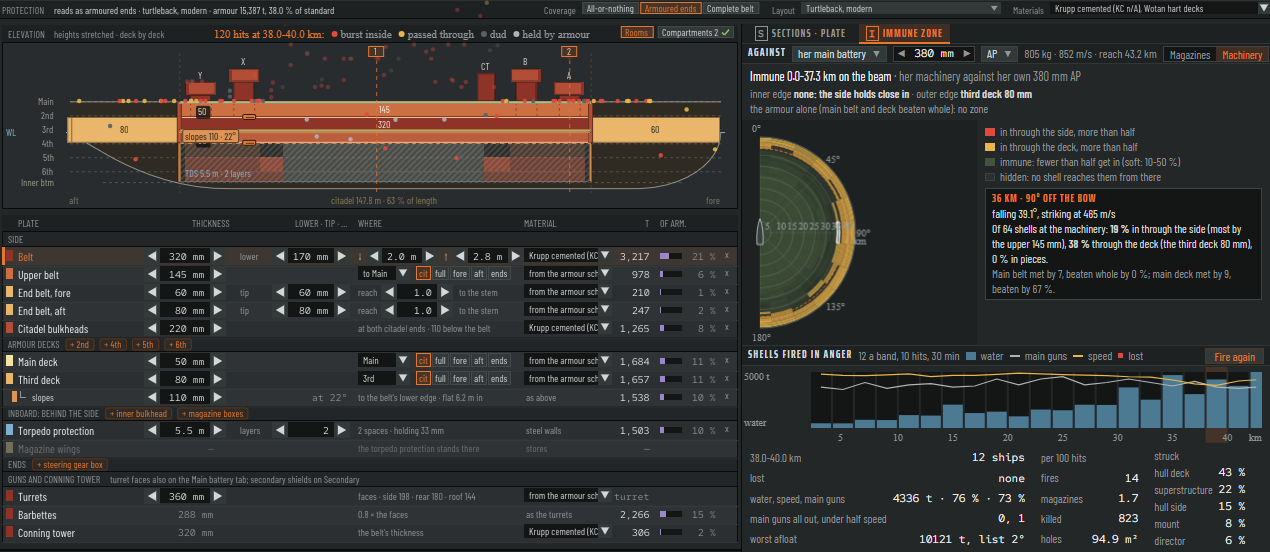 PROTECTION reads as armoured ends · turtleback, modern · armour 15,387 t, 38.0 % of standard Coverage All-or-nothing Armoured ends Complete belt Layout Turtleback, modern Materials Krupp cemented (KC n/A), Wotan hart decks
ELEVATION heights stretched · deck by deck 120 hits at 38.0-40.0 km: burst inside passed through dud held by armour Rooms Compartments 2
1 2
Y X CT B A
Main 50 145
2nd
WL 3rd 80 320 60
slopes 110 · 22°
4th
5th
6th TDS 5.5 m · 2 layers
Inner btm
aft citadel 147.8 m · 63 % of length fore
PLATE THICKNESS LOWER · TIP ·... WHERE MATERIAL T OF ARM.
SIDE
Belt 320 mm lower 170 mm ↓ 2.0 m ↑ 2.8 m Krupp cemented (KC 3,217 21 % x
Upper belt 145 mm to Main cit full fore aft ends from the armour sch 978 6 % x
End belt, fore 60 mm tip 60 mm reach 1.0 to the stem from the armour sch 210 1 % x
End belt, aft 80 mm tip 80 mm reach 1.0 to the stern from the armour sch 247 2 % x
Citadel bulkheads 220 mm at both citadel ends · 110 below the belt Krupp cemented (KC 1,265 8 % x
ARMOUR DECKS + 2nd + 4th + 5th + 6th
Main deck 50 mm Main cit full fore aft ends from the armour sch 1,684 11 % x
Third deck 80 mm 3rd cit full fore aft ends from the armour sch 1,657 11 % x
slopes 110 mm at 22° to the belt's lower edge · flat 6.2 m in as above 1,538 10 % x
INBOARD: BEHIND THE SIDE + inner bulkhead + magazine boxes
Torpedo protection 5.5 m layers 2 2 spaces · holding 33 mm steel walls 1,503 10 % x
Magazine wings — the torpedo protection stands there stores —
ENDS + steering gear box
GUNS AND CONNING TOWER turret faces also on the Main battery tab; secondary shields on Secondary
Turrets 360 mm faces · side 198 · rear 180 · roof 144 from the armour sch turret
Barbettes 288 mm 0.8 × the faces as the turrets 2,266 15 %
Conning tower 320 mm the belt's thickness Krupp cemented (KC 306 2 %
S SECTIONS · PLATE I IMMUNE ZONE
AGAINST her main battery 380 mm AP 805 kg · 852 m/s · reach 43.2 km Magazines Machinery
Immune 0.0-37.3 km on the beam · her machinery against her own 380 mm AP
inner edge none; the side holds close in · outer edge third deck 80 mm
the armour alone (main belt and deck beaten whole): no zone
0°
45°
5 10 15 20 25 30 90°
km
135°
180°
in through the side, more than half
in through the deck, more than half
immune: fewer than half get in (soft: 10-50 %)
hidden: no shell reaches them from there
36 KM · 90° OFF THE BOW
falling 39.1°, striking at 465 m/s
Of 64 shells at the machinery: 19 % in through the side (most by
the upper 145 mm), 38 % through the deck (the third deck 80 mm),
0 % in pieces.
Main belt met by 7, beaten whole by 0 %; main deck met by 9,
beaten by 67 %.
SHELLS FIRED IN ANGER 12 a band, 10 hits, 30 min water main guns speed lost Fire again
5000 t
water
5 10 15 20 25 30 35 40 km
38.0-40.0 km 12 ships per 100 hits struck
lost none fires 14 hull deck 43 %
water, speed, main guns 4336 t · 76 % · 73 % magazines 1.7 superstructure 22 %
main guns all out, under half speed 0, 1 killed 823 hull side 15 %
worst afloat 10121 t, list 2° holes 94.9 m² mount 8 %
director 6 %